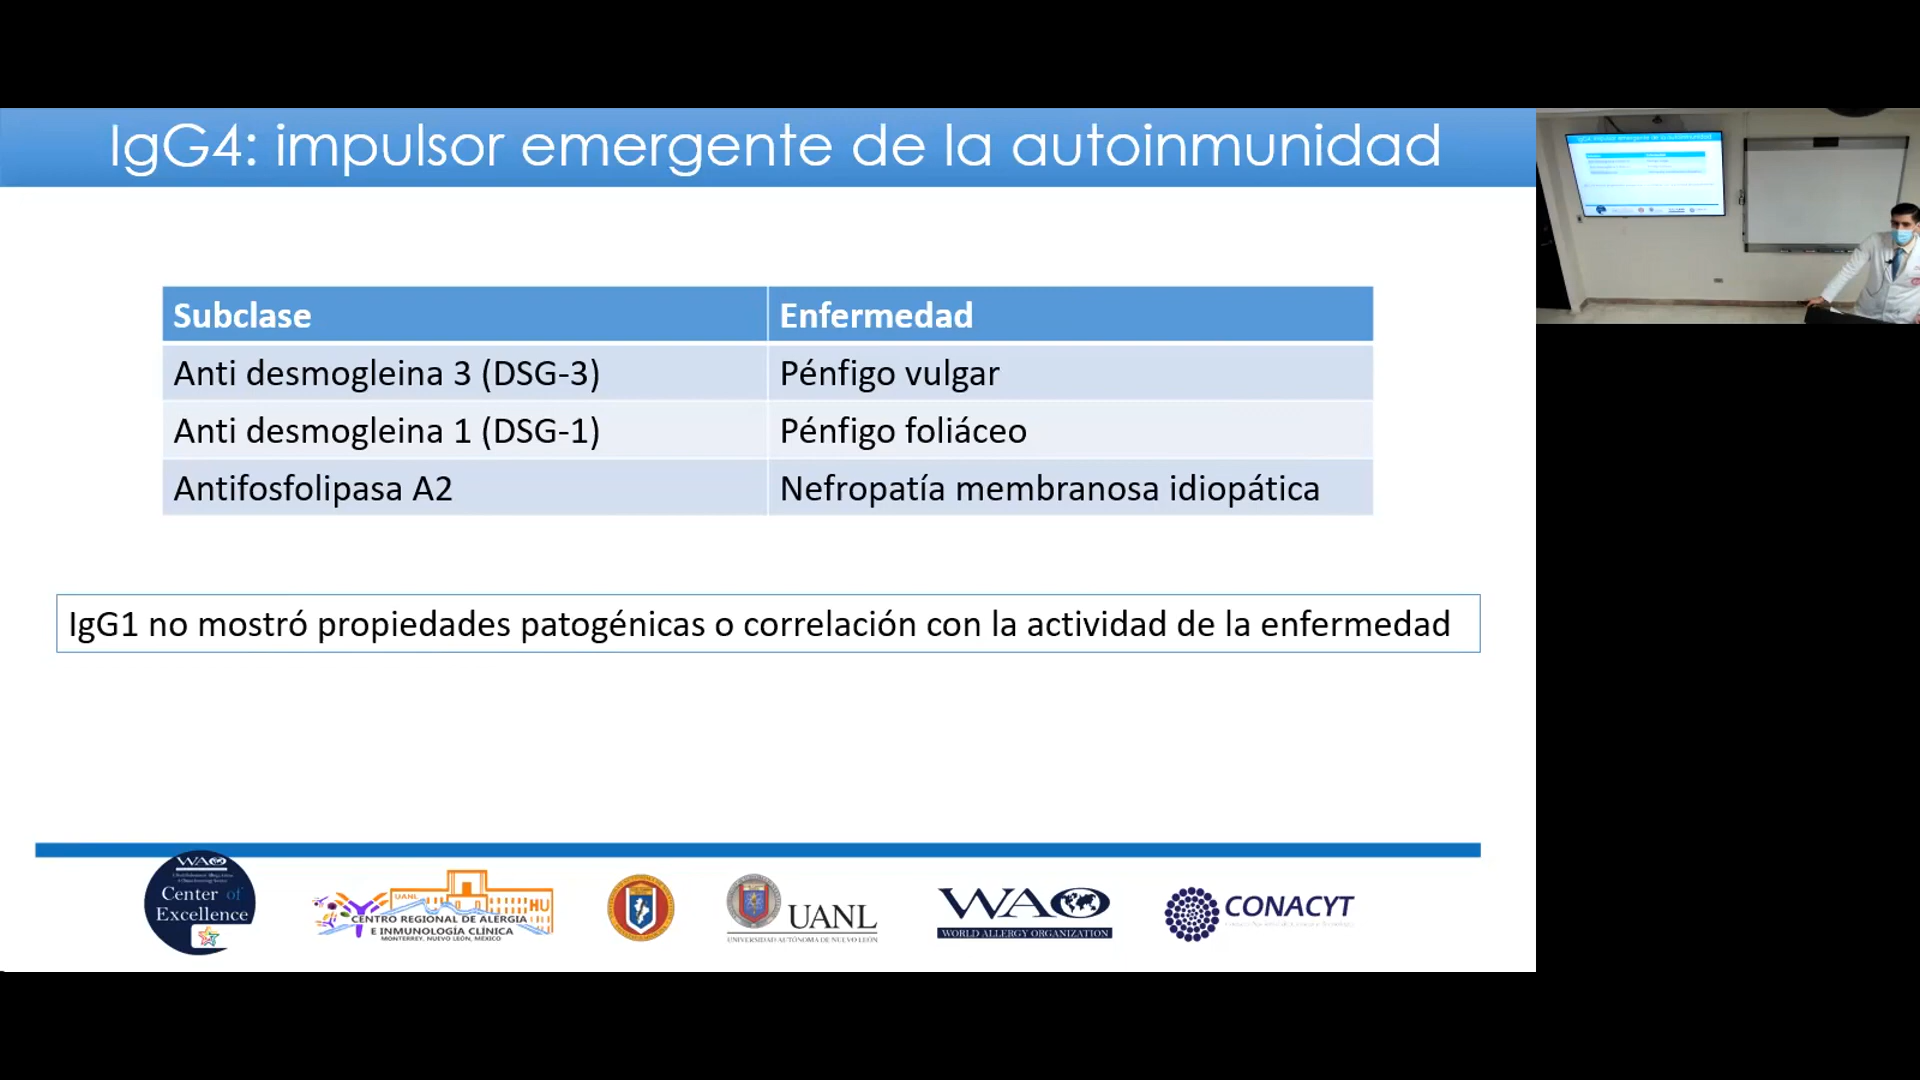 IgG4: impulsor emergente de la autoinmunidad
Subclase Enfermedad
Anti desmogleina 3 (DSG-3) Pénfigo vulgar
Anti desmogleina 1 (DSG-1) Pénfigo foliáceo
Antifosfolipasa A2 Nefropatía membranosa idiopática
IgG1 no mostró propiedades patogénicas o correlación con la actividad de la enfermedad
WAO
Center of
Excellence
UANL
HU
CENTRO REGIONAL DE ALERGIA
E INMUNOLOGÍA CLÍNICA
MONTERREY, NUEVO LEÓN, MÉXICO
UANL
UNIVERSIDAD AUTÓNOMA DE NUEVO LEÓN
WAO
WORLD ALLERGY ORGANIZATION
CONACYT